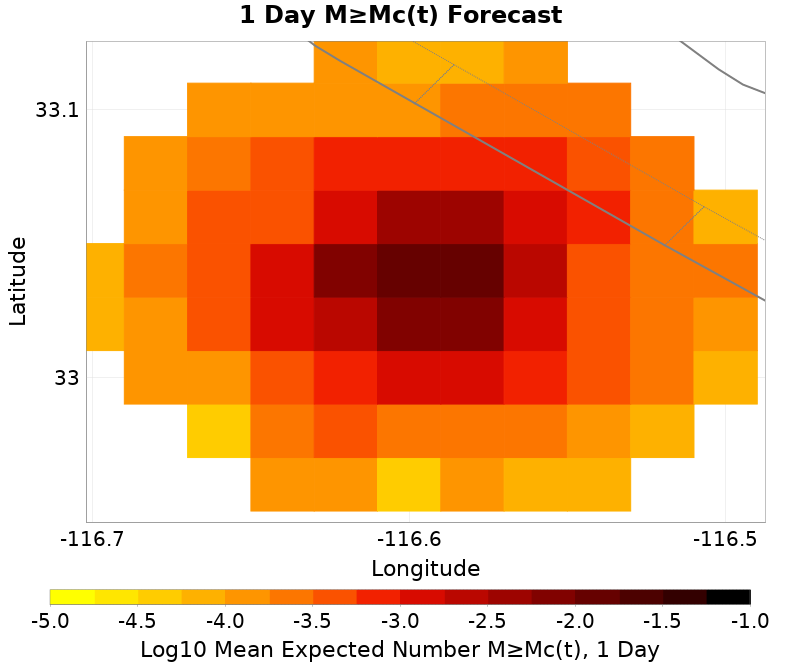 1 Day M≥Mc(t) Forecast
33.1
33
Latitude
-116.7 -116.6 -116.5
Longitude
-5.0 -4.5 -4.0 -3.5 -3.0 -2.5 -2.0 -1.5 -1.0
Log10 Mean Expected Number M≥Mc(t), 1 Day